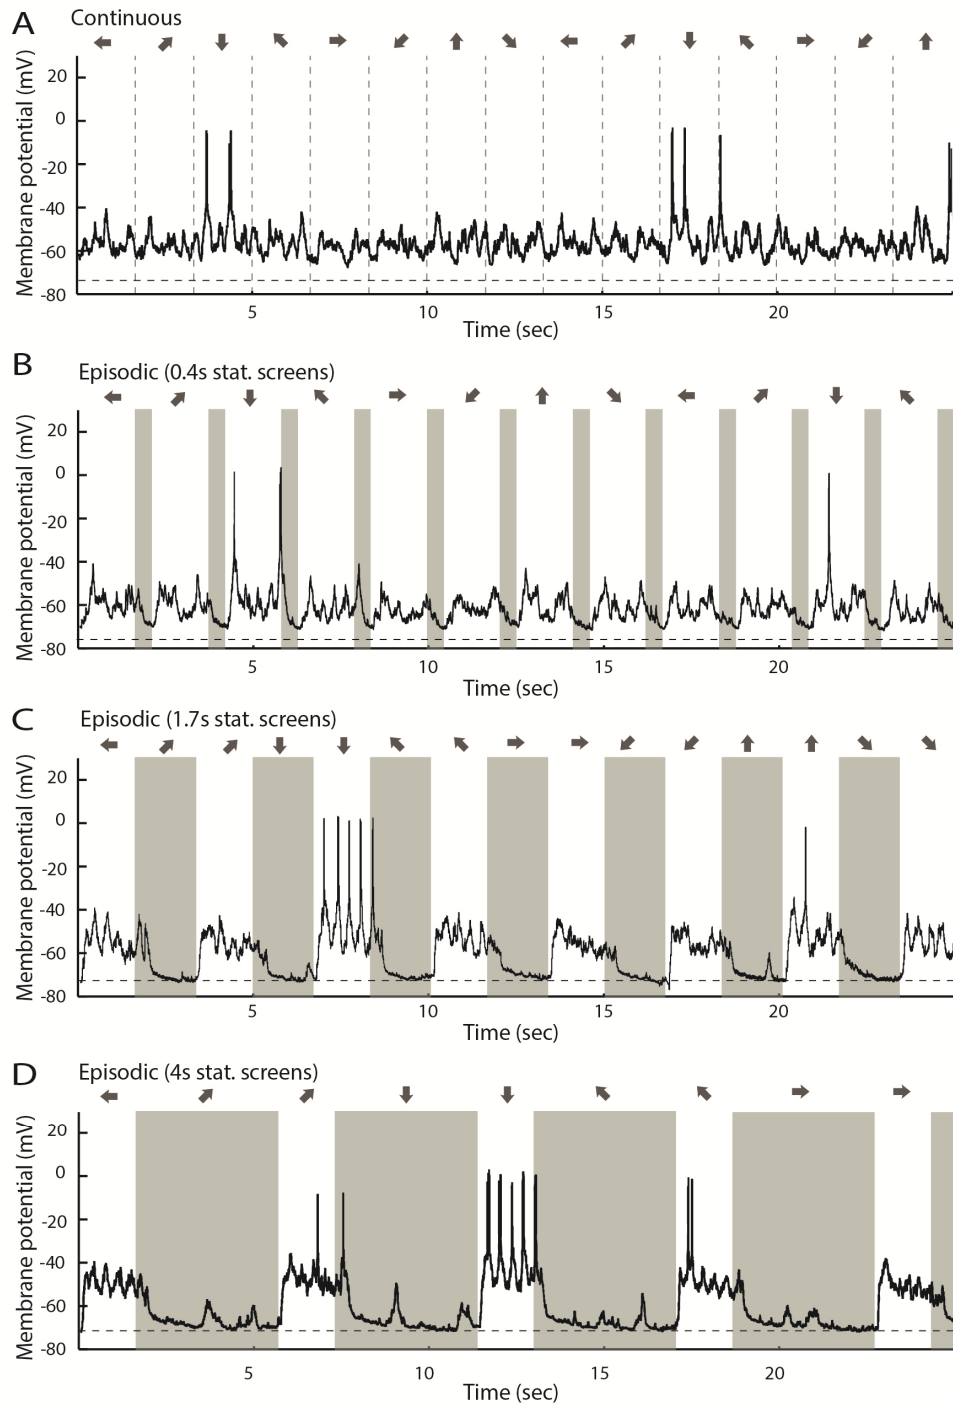 A
Continuous
Membrane potential (mV)
20
0
-20
-40
-60
-80
5
10
15
20
Time (sec)
B
Episodic (0.4s stat. screens)
Membrane potential (mV)
20
0
-20
-40
-60
-80
5
10
15
20
Time (sec)
C
Episodic (1.7s stat. screens)
Membrane potential (mV)
20
0
-20
-40
-60
-80
5
10
15
20
Time (sec)
D
Episodic (4s stat. screens)
Membrane potential (mV)
20
0
-20
-40
-60
-80
5
10
15
20
Time (sec)